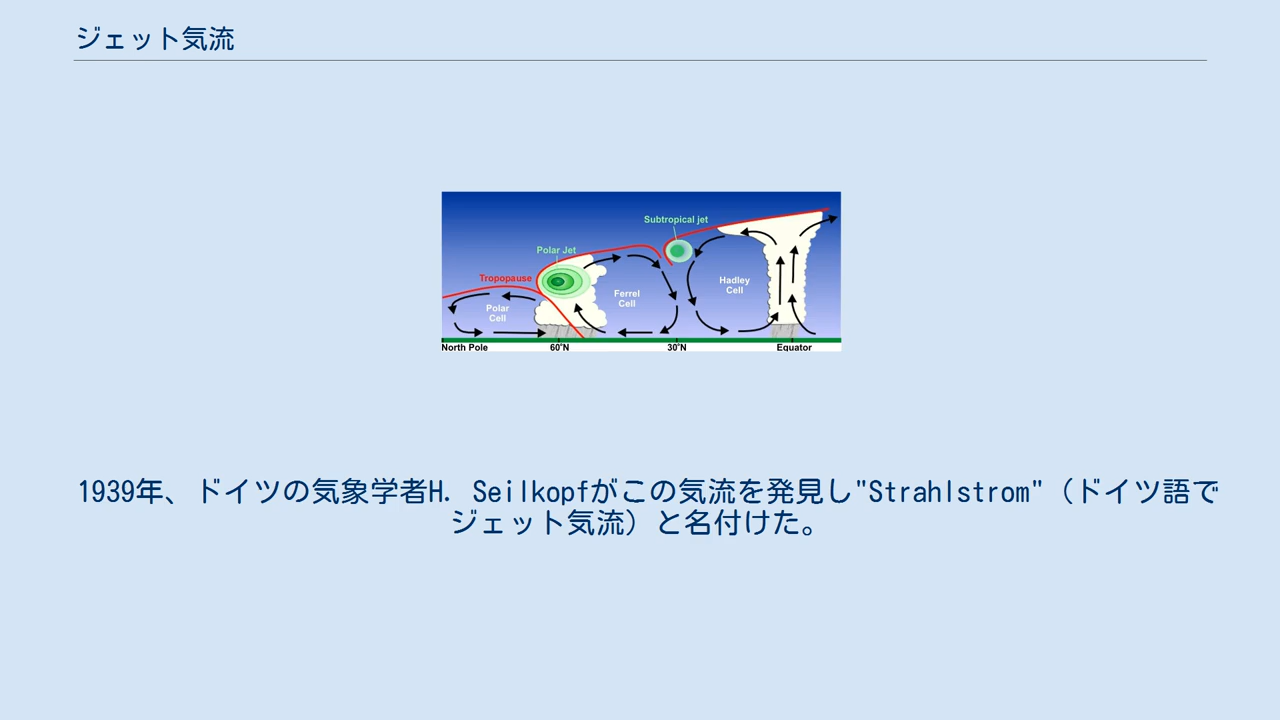 ジェット気流
Subtropical jet
Polar Jet
Tropopause
Hadley
Cell
Ferrel
Cell
Polar
Cell
North Pole
60°N
30°N
Equator
1939年、ドイツの気象学者H. Seilkopfがこの気流を発見し"Strahlstrom"（ドイツ語で
ジェット気流）と名付けた。